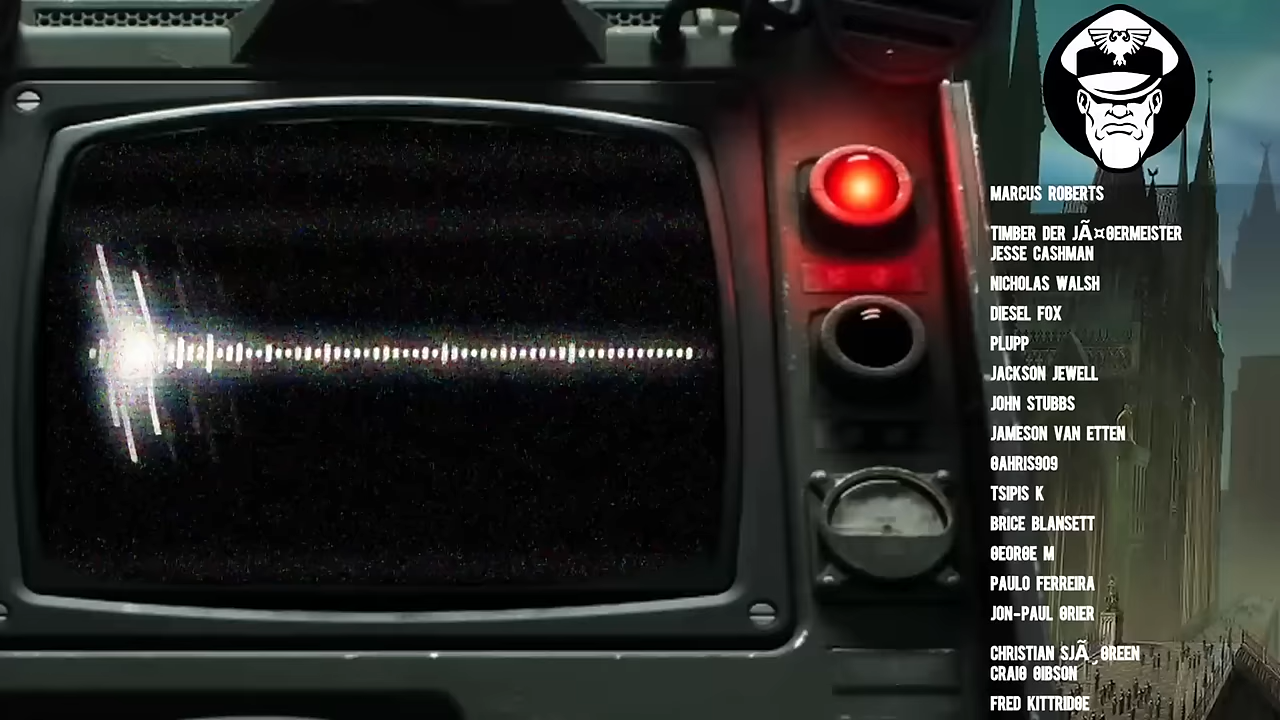 MARCUS ROBERTS
TIMBER DER JÃ¤GERMEISTER
JESSE CASHMAN
NICHOLAS WALSH
DIESEL FOX
PLUPP
JACKSON JEWELL
JOHN STUBBS
JAMESON VAN ETTEN
GAHRIS909
TSIPIS K
BRICE BLANSETT
GEORGE M
PAULO FERREIRA
JON-PAUL GRIER
CHRISTIAN SJÃ¸GREEN
CRAIG GIBSON
FRED KITTRIDGE